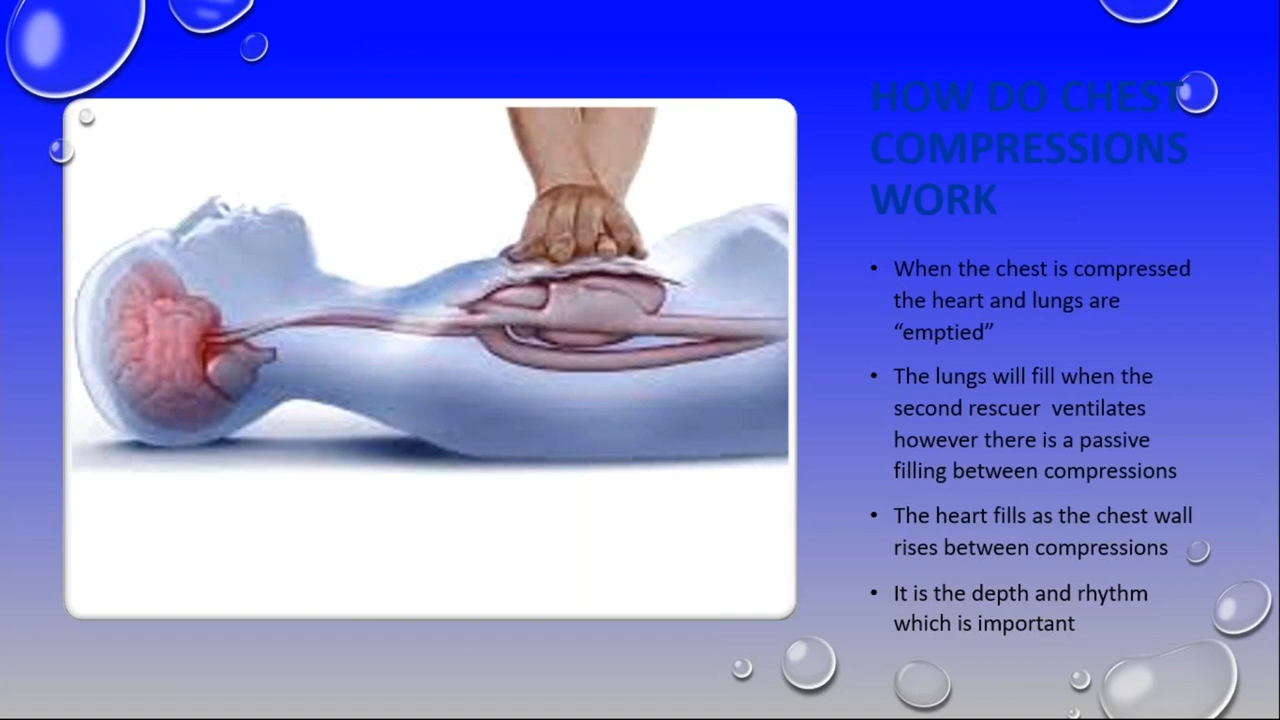 HOW DO CHEST
COMPRESSIONS
WORK
• When the chest is compressed
the heart and lungs are
“emptied”
• The lungs will fill when the
second rescuer  ventilates
however there is a passive
filling between compressions
• The heart fills as the chest wall
rises between compressions
• It is the depth and rhythm
which is important